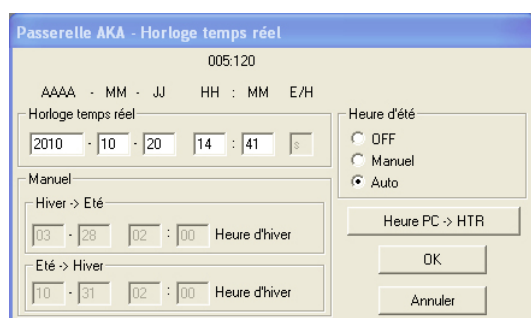 Passerelle AKA - Horloge temps réel
005:120
AAAA - MM - JJ HH : MM E/H
Horloge temps réel
2010 - 10 - 20 14 : 41 s
Heure d'été
OFF
Manuel
Auto
Manuel
Hiver -> Eté
03 - 28 02 : 00 Heure d'hiver
Eté -> Hiver
10 - 31 02 : 00 Heure d'hiver
Heure PC -> HTR
OK
Annuler